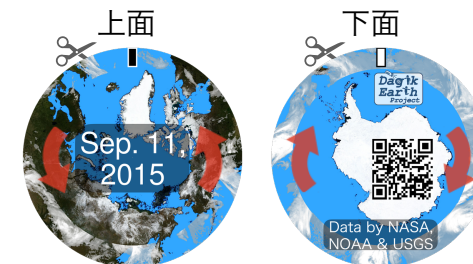 上面
下面
Dagik
Earth
Project
Sep. 11,
2015
Data by NASA,
NOAA & USGS